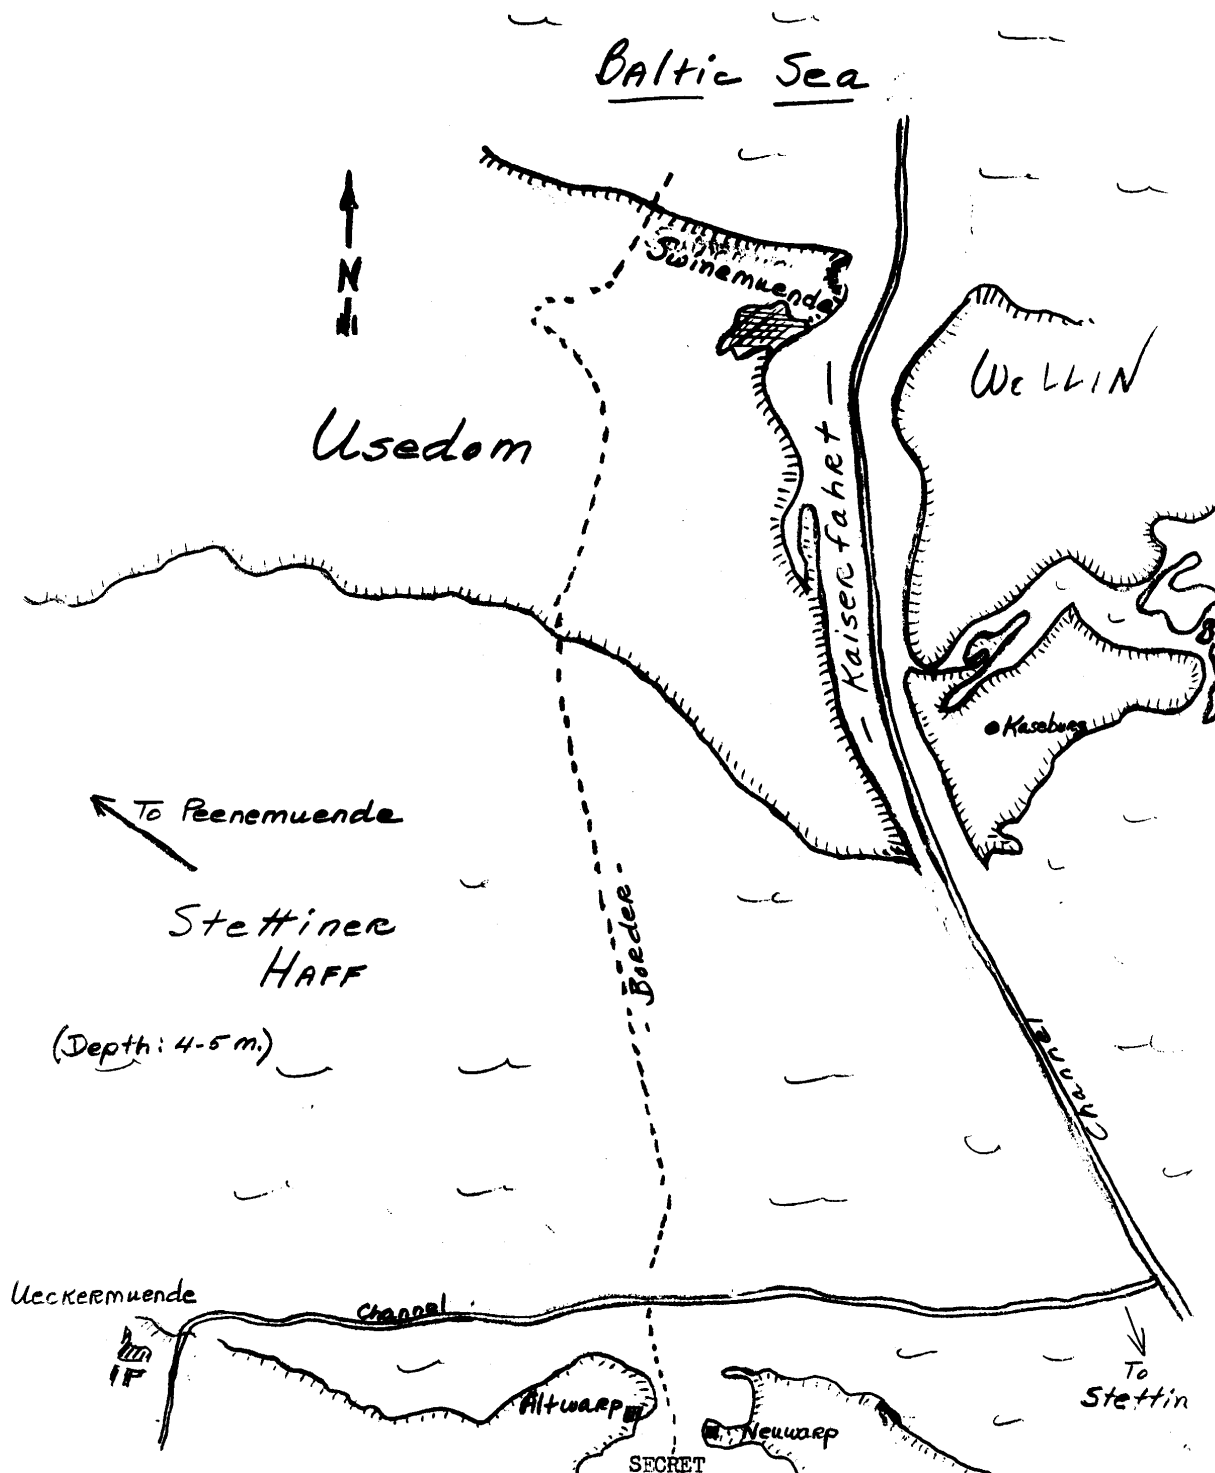 Baltic Sea
N
Swinemuende
WOLLIN
Usedom
- Kaiserfahrt -
Kaseburg
To Peenemuende
Stettiner
HAFF
Border
(Depth: 4-5 m.)
Channel
Ueckermuende
Channel
To
Stettin
Altwarp
Neuwarp
SECRET